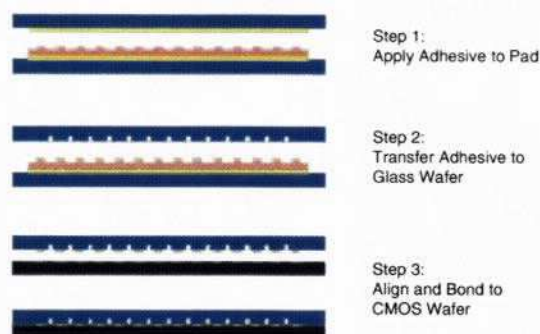 Step 1:
Apply Adhesive to Pad
Step 2:
Transfer Adhesive to
Glass Wafer
Step 3:
Align and Bond to
CMOS Wafer